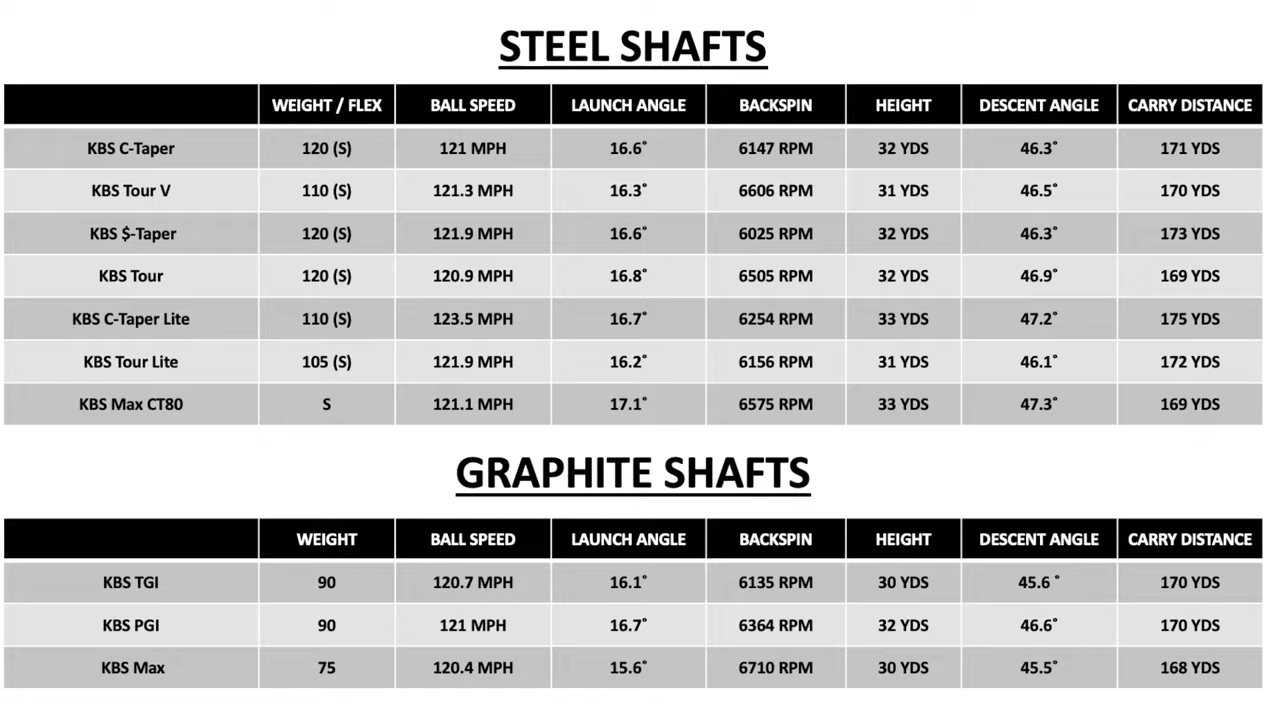 STEEL SHAFTS
WEIGHT / FLEX BALL SPEED LAUNCH ANGLE BACKSPIN HEIGHT DESCENT ANGLE CARRY DISTANCE
KBS C-Taper 120 (S) 121 MPH 16.6˚ 6147 RPM 32 YDS 46.3˚ 171 YDS
KBS Tour V 110 (S) 121.3 MPH 16.3˚ 6606 RPM 31 YDS 46.5˚ 170 YDS
KBS $-Taper 120 (S) 121.9 MPH 16.6˚ 6025 RPM 32 YDS 46.3˚ 173 YDS
KBS Tour 120 (S) 120.9 MPH 16.8˚ 6505 RPM 32 YDS 46.9˚ 169 YDS
KBS C-Taper Lite 110 (S) 123.5 MPH 16.7˚ 6254 RPM 33 YDS 47.2˚ 175 YDS
KBS Tour Lite 105 (S) 121.9 MPH 16.2˚ 6156 RPM 31 YDS 46.1˚ 172 YDS
KBS Max CT80 S 121.1 MPH 17.1˚ 6575 RPM 33 YDS 47.3˚ 169 YDS
GRAPHITE SHAFTS
WEIGHT BALL SPEED LAUNCH ANGLE BACKSPIN HEIGHT DESCENT ANGLE CARRY DISTANCE
KBS TGI 90 120.7 MPH 16.1˚ 6135 RPM 30 YDS 45.6 ˚ 170 YDS
KBS PGI 90 121 MPH 16.7˚ 6364 RPM 32 YDS 46.6˚ 170 YDS
KBS Max 75 120.4 MPH 15.6˚ 6710 RPM 30 YDS 45.5˚ 168 YDS